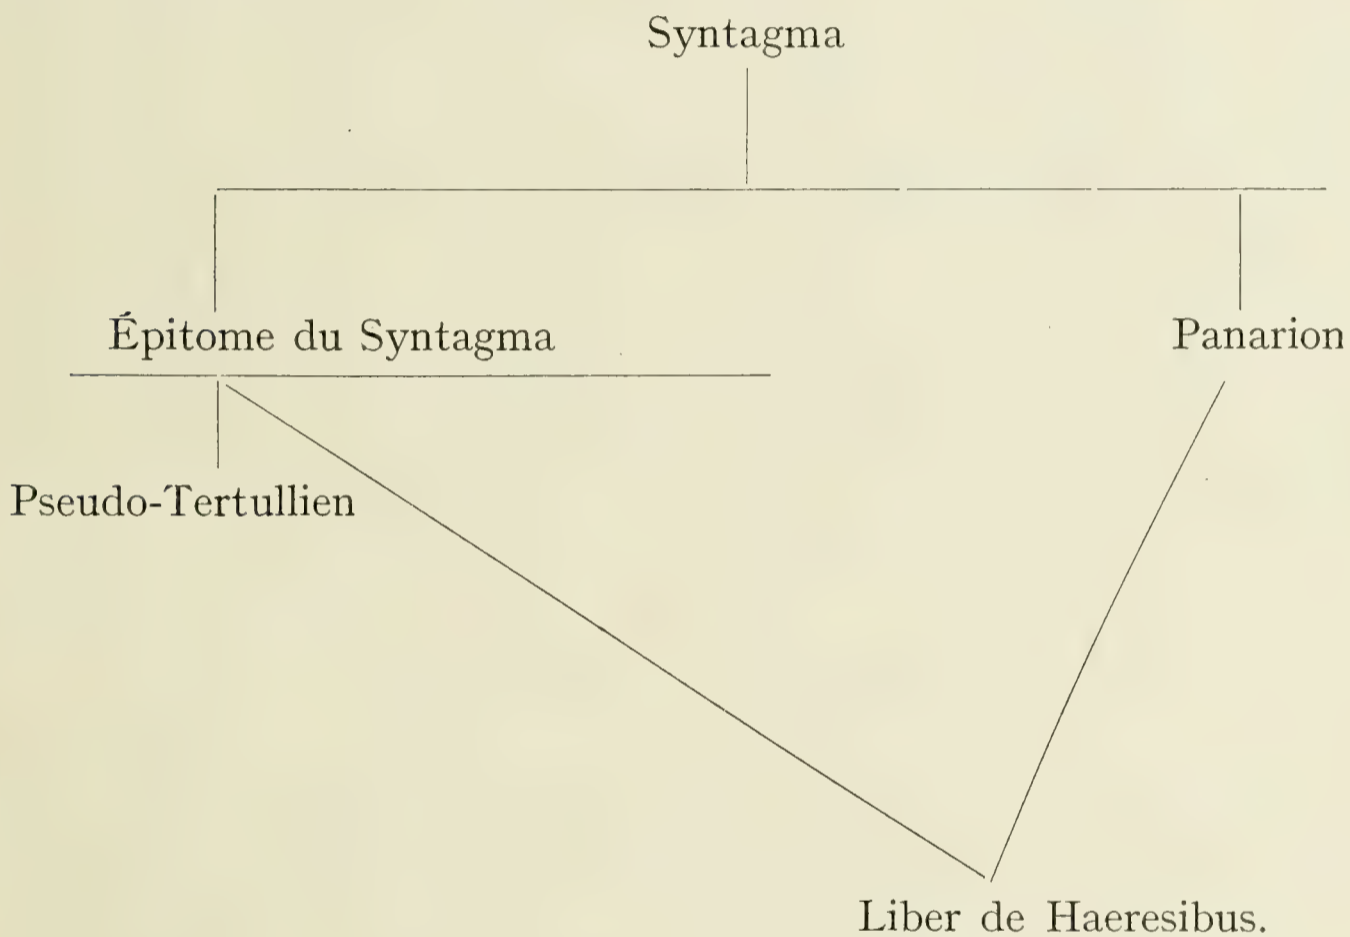 Syntagma
Épitome du Syntagma Panarion
Pseudo-Tertullien
Liber de Haeresibus.